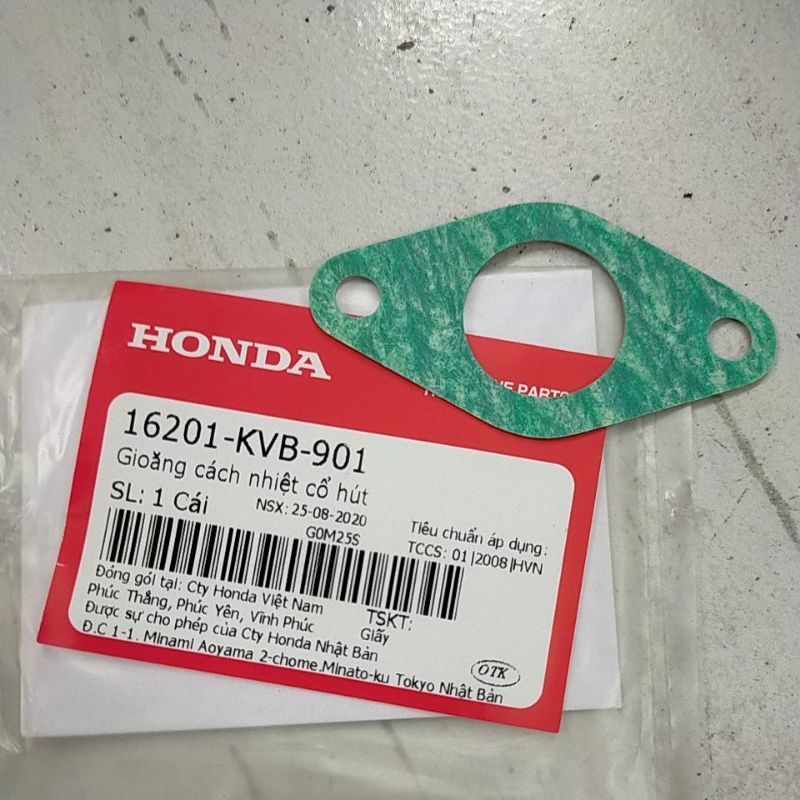 HONDA
PARTS
16201-KVB-901
Gioăng cách nhiệt cổ hút
SL: 1 Cái
NSX: 25-08-2020
G0M25S
Tiêu chuẩn áp dụng:
TCCS: 01|2008|HVN
Đóng gói tại: Cty Honda Việt Nam
Phúc Thắng, Phúc Yên, Vĩnh Phúc
Được sự cho phép của Cty Honda Nhật Bản
Đ.C 1-1. Minami Aoyama 2-chome.Minato-ku Tokyo Nhật Bản
TSKT:
Giấy
OTK